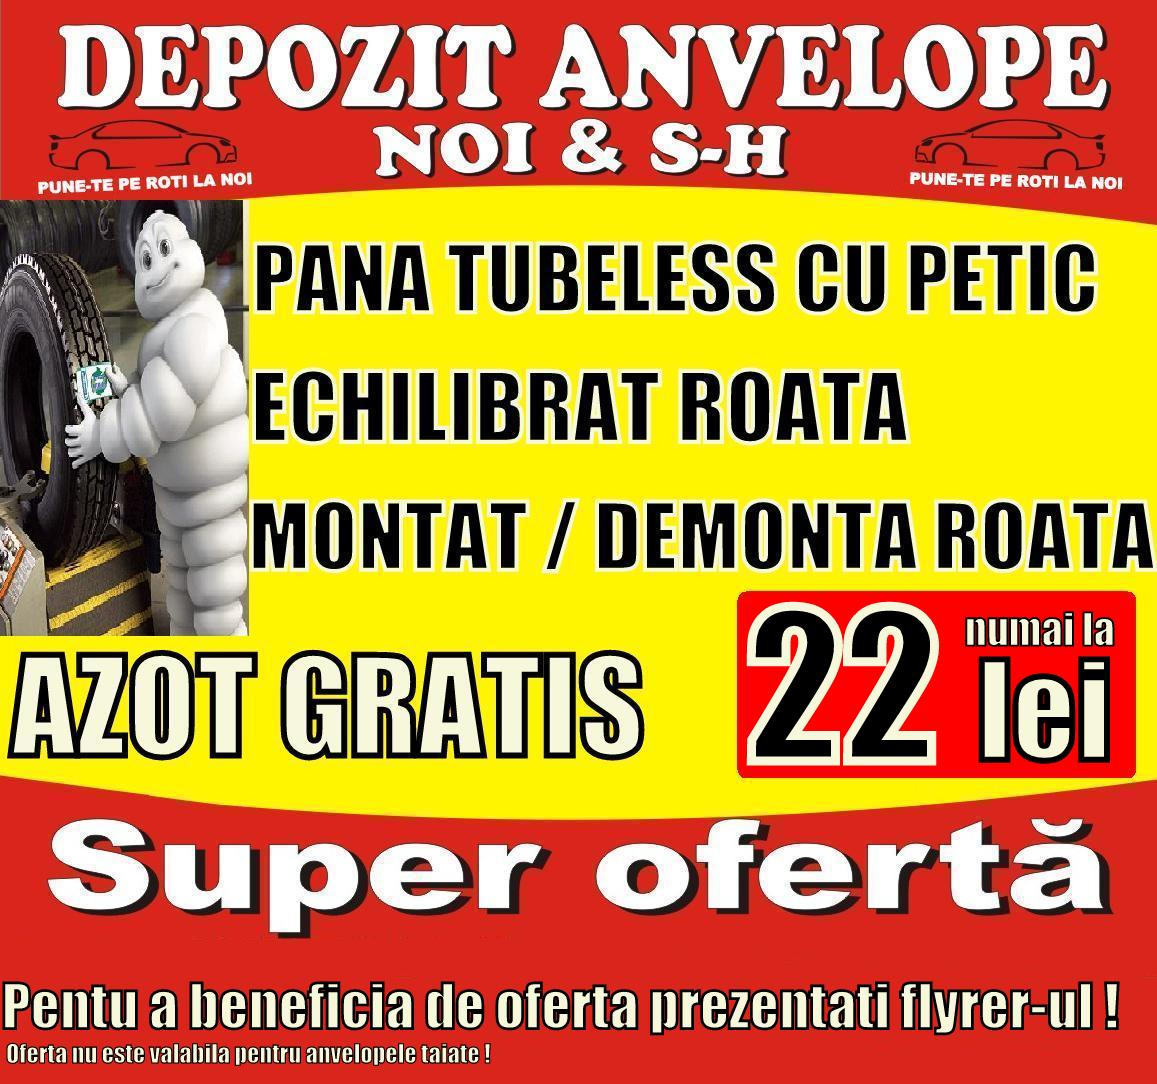 DEPOZIT ANVELOPE
NOI & S-H
PUNE-TE PE ROTI LA NOI
PUNE-TE PE ROTI LA NOI
PANA TUBELESS CU PETIC
ECHILIBRAT ROATA
MONTAT / DEMONTA ROATA
AZOT GRATIS
22 numai la
lei
Super ofertă
Pentu a beneficia de oferta prezentati flyrer-ul !
Oferta nu este valabila pentru anvelopele taiate !